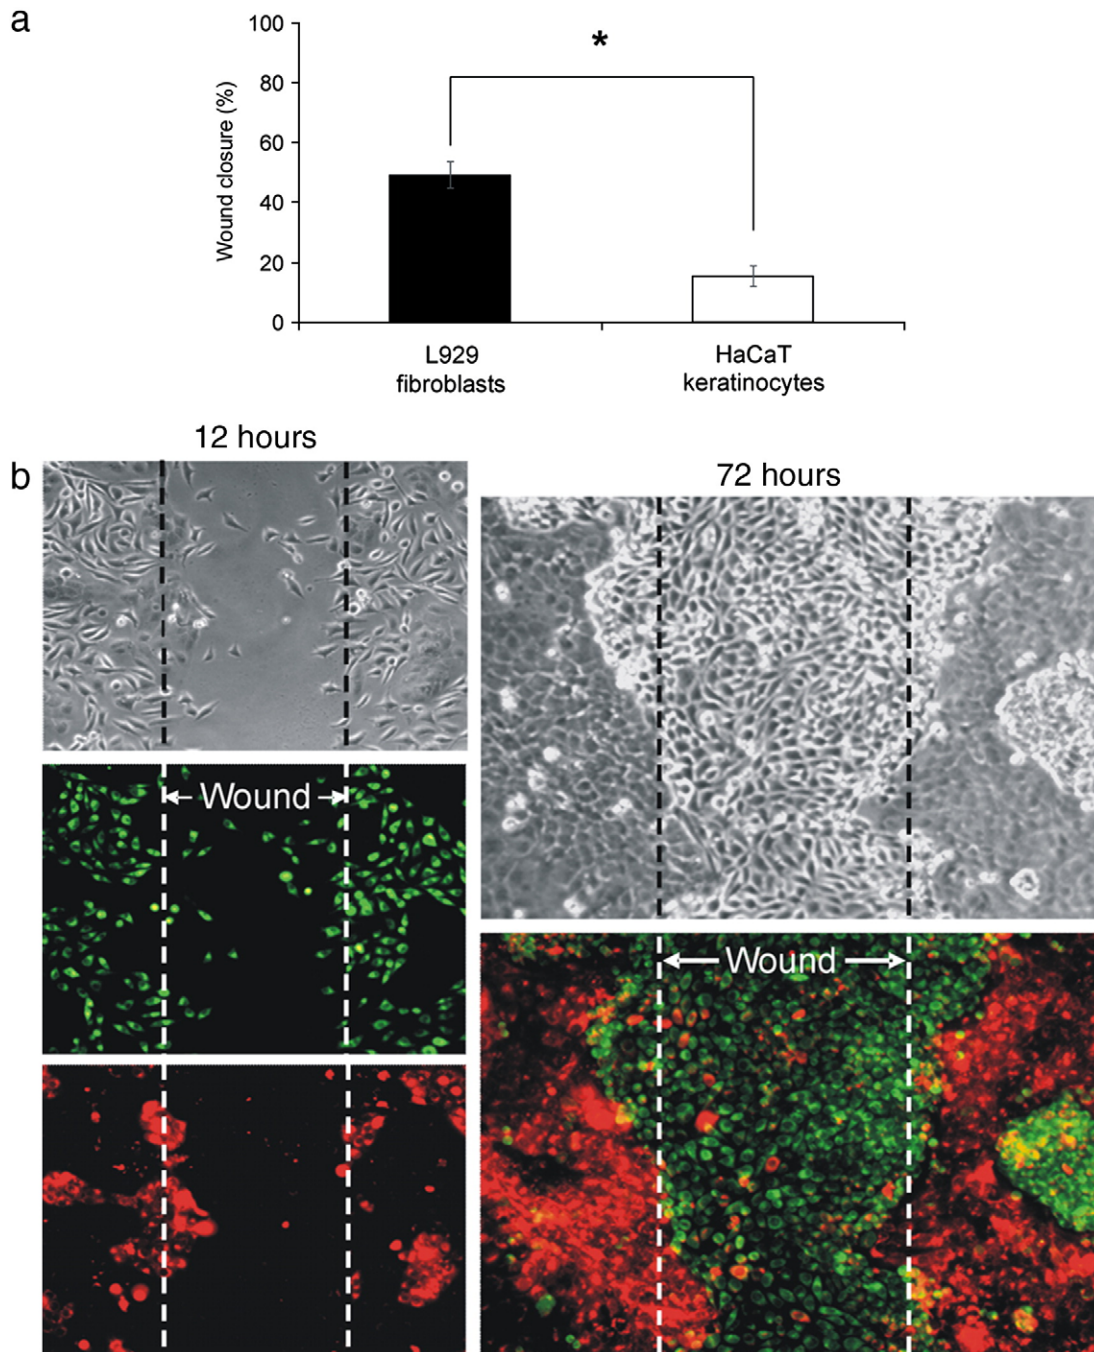 a
100
80
60
40
20
0
Wound closure (%)
*
L929
fibroblasts
HaCaT
keratinocytes
b
12 hours
72 hours
Wound
Wound